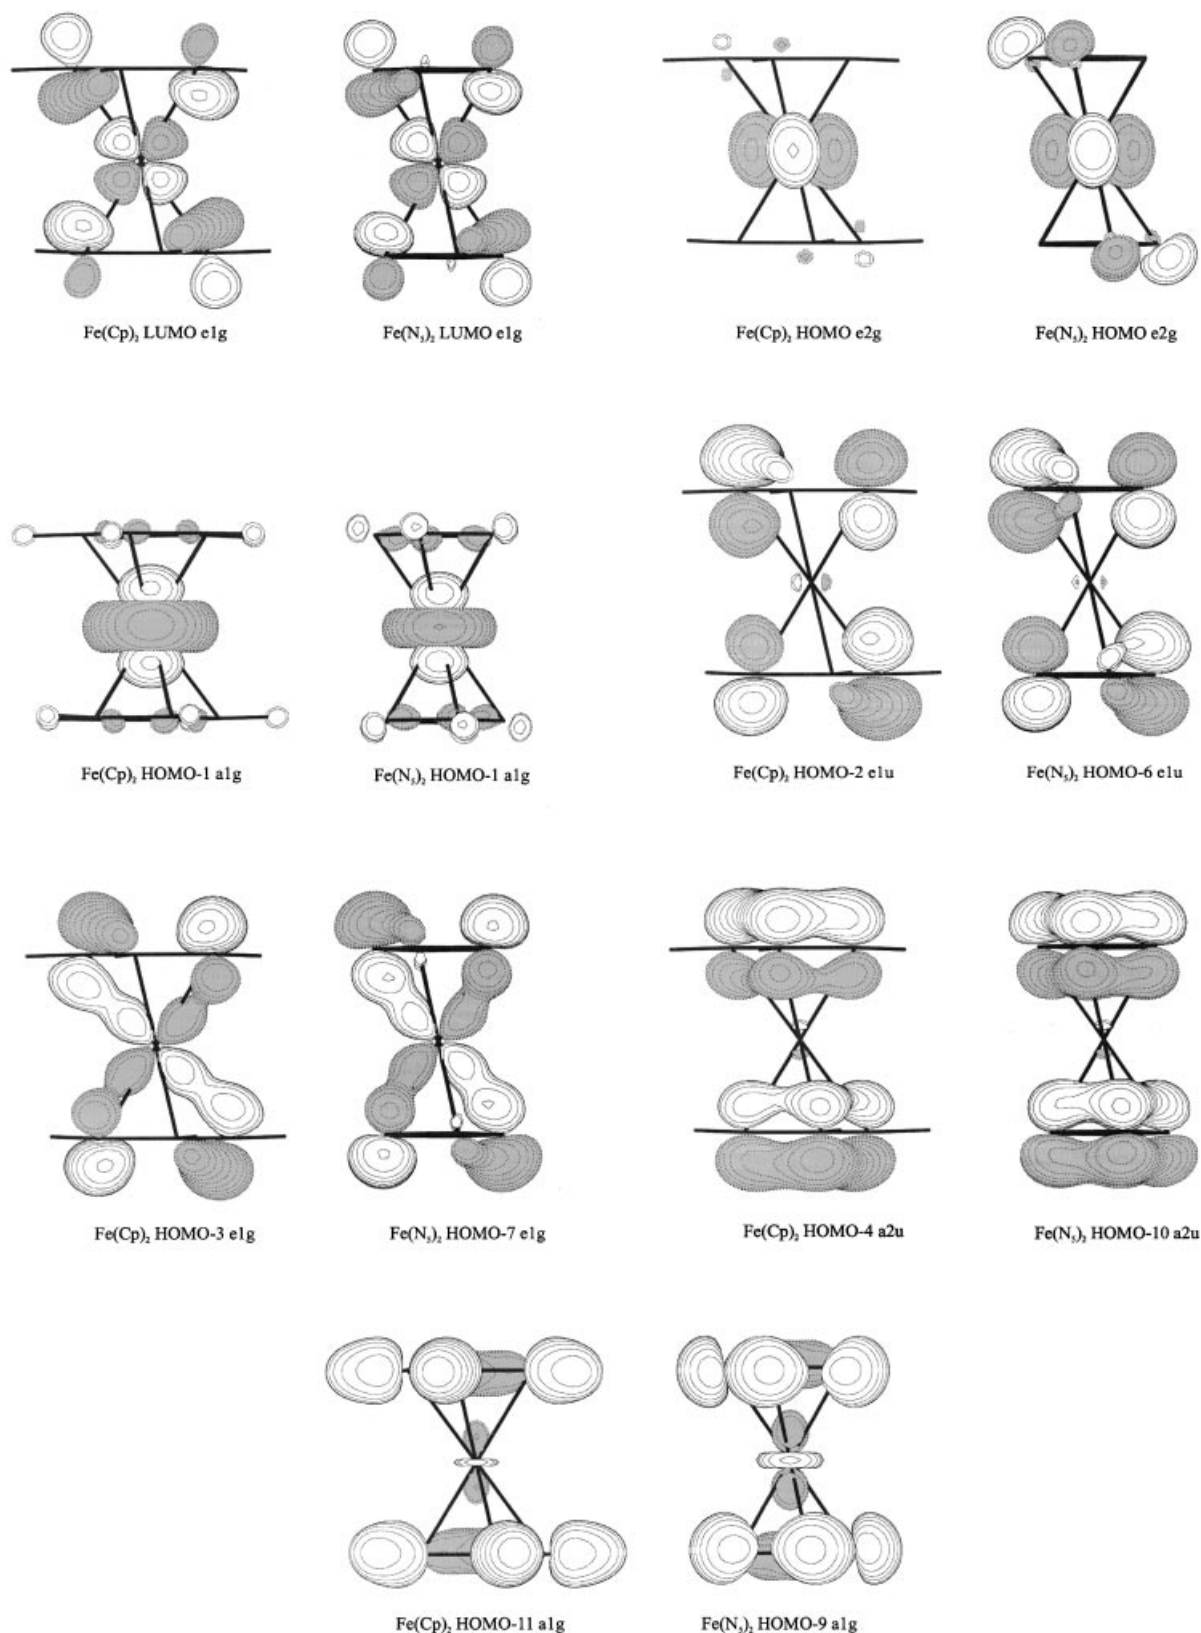 Fe(Cp)₂ LUMO e1g
Fe(N₅)₂ LUMO e1g
Fe(Cp)₂ HOMO e2g
Fe(N₅)₂ HOMO e2g
Fe(Cp)₂ HOMO-1 a1g
Fe(N₅)₂ HOMO-1 a1g
Fe(Cp)₂ HOMO-2 e1u
Fe(N₅)₂ HOMO-6 e1u
Fe(Cp)₂ HOMO-3 e1g
Fe(N₅)₂ HOMO-7 e1g
Fe(Cp)₂ HOMO-4 a2u
Fe(N₅)₂ HOMO-10 a2u
Fe(Cp)₂ HOMO-11 a1g
Fe(N₅)₂ HOMO-9 a1g